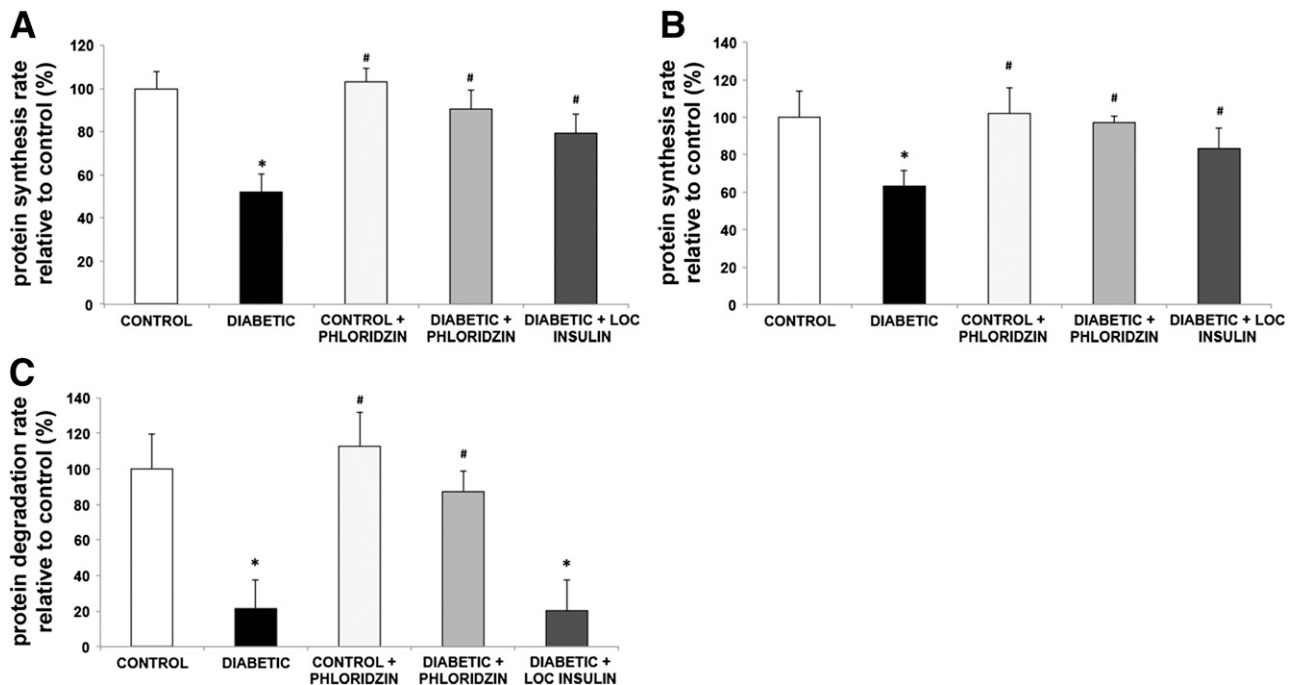 A
protein synthesis rate
relative to control (%)
120
100
80
60
40
20
0
*
#
#
#
CONTROL
DIABETIC
CONTROL +
PHLORIDZIN
DIABETIC +
PHLORIDZIN
DIABETIC + LOC
INSULIN
B
protein synthesis rate
relative to control (%)
140
120
100
80
60
40
20
0
*
#
#
#
CONTROL
DIABETIC
CONTROL +
PHLORIDZIN
DIABETIC +
PHLORIDZIN
DIABETIC + LOC
INSULIN
C
protein degradation rate
relative to control (%)
140
120
100
80
60
40
20
0
*
#
#
*
CONTROL
DIABETIC
CONTROL +
PHLORIDZIN
DIABETIC +
PHLORIDZIN
DIABETIC +
LOC INSULIN